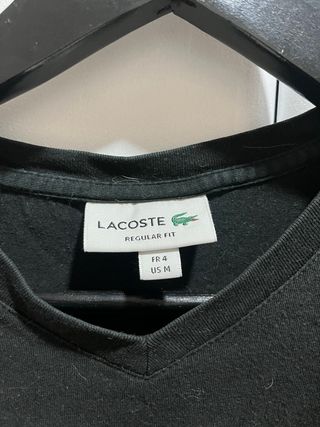 LACOSTE
REGULAR FIT
FR 4
US M